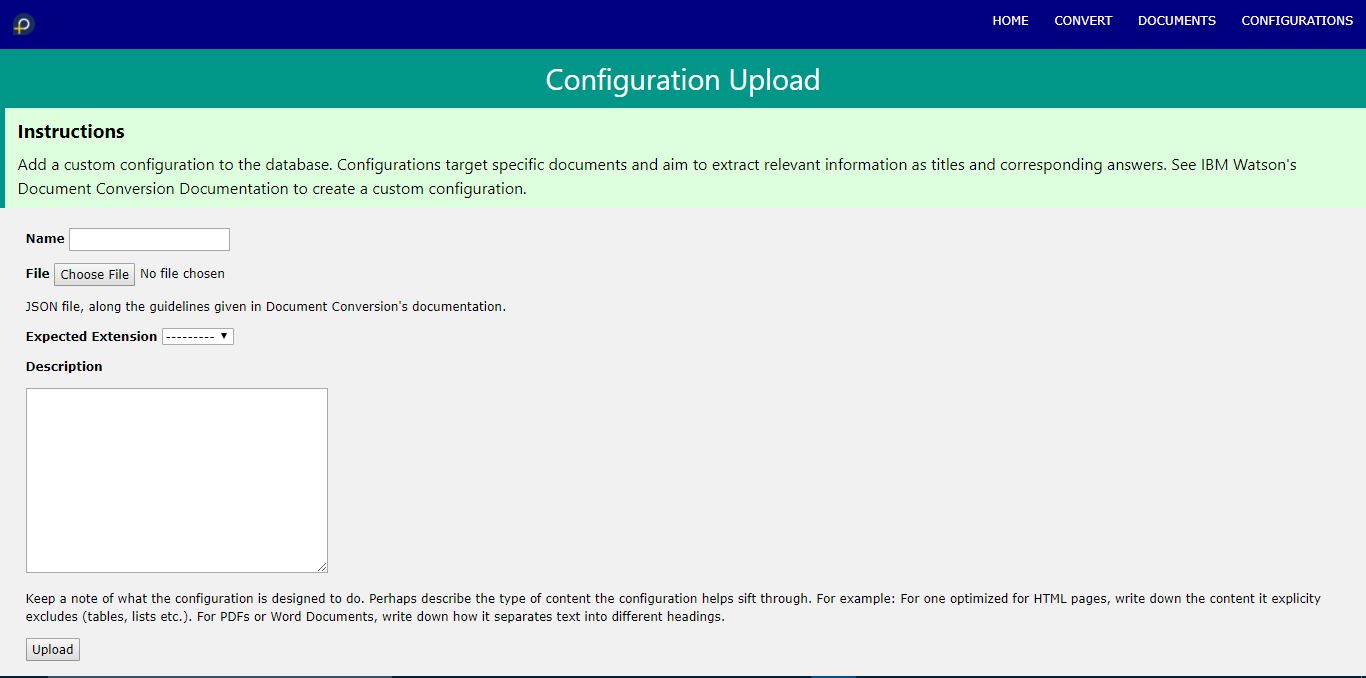 HOME CONVERT DOCUMENTS CONFIGURATIONS
Configuration Upload
Instructions
Add a custom configuration to the database. Configurations target specific documents and aim to extract relevant information as titles and corresponding answers. See IBM Watson's
Document Conversion Documentation to create a custom configuration.
Name
File Choose File No file chosen
JSON file, along the guidelines given in Document Conversion's documentation.
Expected Extension ---------
Description
Keep a note of what the configuration is designed to do. Perhaps describe the type of content the configuration helps sift through. For example: For one optimized for HTML pages, write down the content it explicity
excludes (tables, lists etc.). For PDFs or Word Documents, write down how it separates text into different headings.
Upload